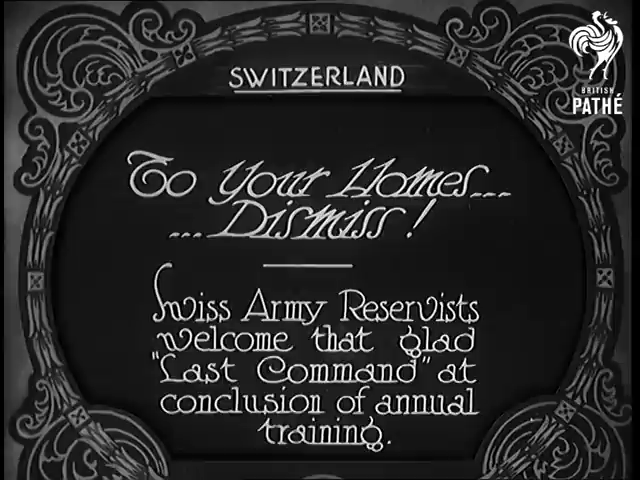 SWITZERLAND
BRITISH
PATHÉ
To Your Homes...
...Dismiss!
Swiss Army Reservists
welcome that glad
"Last Command" at
conclusion of annual
training.